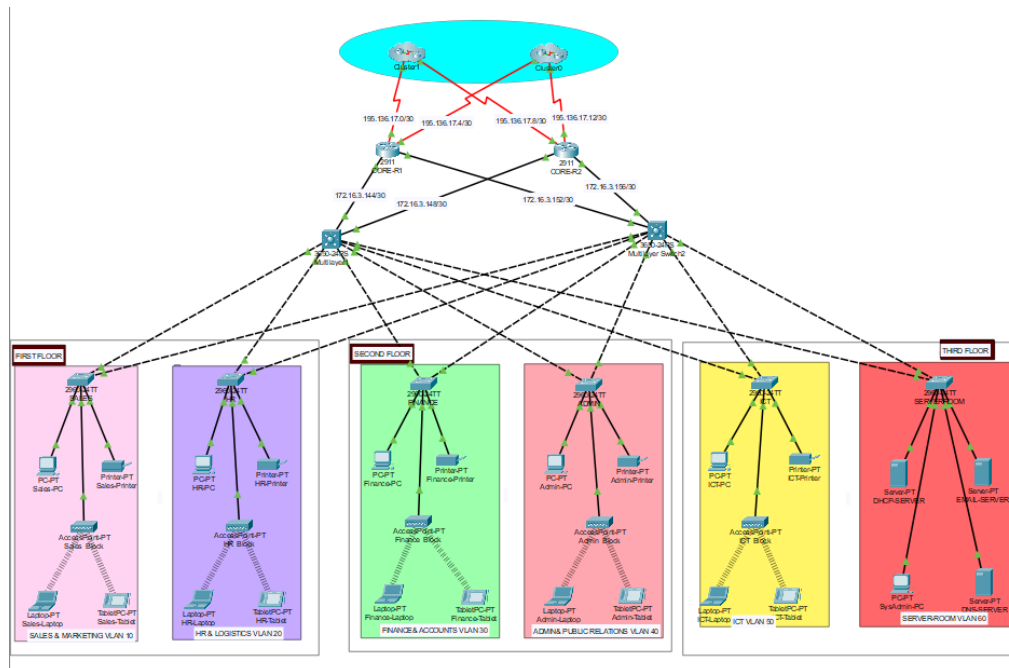 Cluster1
Cluster0
195.136.17.0/30
195.136.17.4/30
195.136.17.8/30
195.136.17.12/30
2911
CORE-R1
2911
CORE-R2
172.16.3.144/30
172.16.3.148/30
172.16.3.152/30
172.16.3.156/30
Multilayer
Multilayer Switch2
FIRST FLOOR
SECOND FLOOR
THIRD FLOOR
SALES
HR
FINANCE
ADMIN
ICT
SERVER-ROOM
PC-PT
Sales-PC
Printer-PT
Sales-Printer
PC-PT
HR-PC
Printer-PT
HR-Printer
PC-PT
Finance-PC
Printer-PT
Finance-Printer
PC-PT
Admin-PC
Printer-PT
Admin-Printer
PC-PT
ICT-PC
Printer-PT
ICT-Printer
Server-PT
DHCP-SERVER
Server-PT
EMAIL-SERVER
AccessPoint-PT
Sales Block
AccessPoint-PT
HR Block
AccessPoint-PT
Finance Block
AccessPoint-PT
Admin Block
AccessPoint-PT
ICT Block
Laptop-PT
Sales-Laptop
TabletPC-PT
Sales-Tablet
Laptop-PT
HR-Laptop
TabletPC-PT
HR-Tablet
Laptop-PT
Finance-Laptop
TabletPC-PT
Finance-Tablet
Laptop-PT
Admin-Laptop
TabletPC-PT
Admin-Tablet
Laptop-PT
ICT-Laptop
TabletPC-PT
ICT-Tablet
PC-PT
SysAdmin-PC
Server-PT
DNS-SERVER
SALES & MARKETING VLAN 10
HR & LOGISTICS VLAN 20
FINANCE & ACCOUNTS VLAN 30
ADMIN & PUBLIC RELATIONS VLAN 40
ICT VLAN 50
SERVER-ROOM VLAN 60